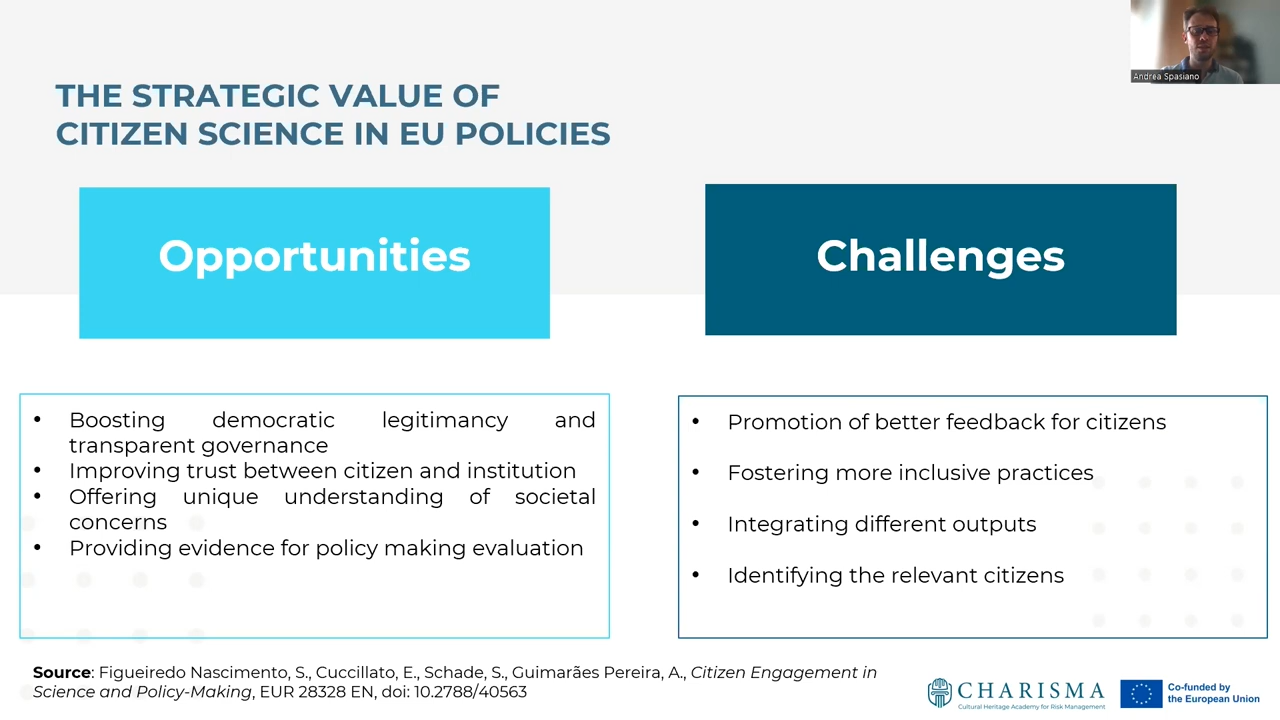 Andrea Spasiano
THE STRATEGIC VALUE OF
CITIZEN SCIENCE IN EU POLICIES
Opportunities
Challenges
• Boosting democratic legitimancy and
transparent governance
• Improving trust between citizen and institution
• Offering unique understanding of societal
concerns
• Providing evidence for policy making evaluation
• Promotion of better feedback for citizens
• Fostering more inclusive practices
• Integrating different outputs
• Identifying the relevant citizens
Source: Figueiredo Nascimento, S., Cuccillato, E., Schade, S., Guimarães Pereira, A., Citizen Engagement in
Science and Policy-Making, EUR 28328 EN, doi: 10.2788/40563
CHARISMA
Cultural Heritage Academy for Risk Management
Co-funded by
the European Union